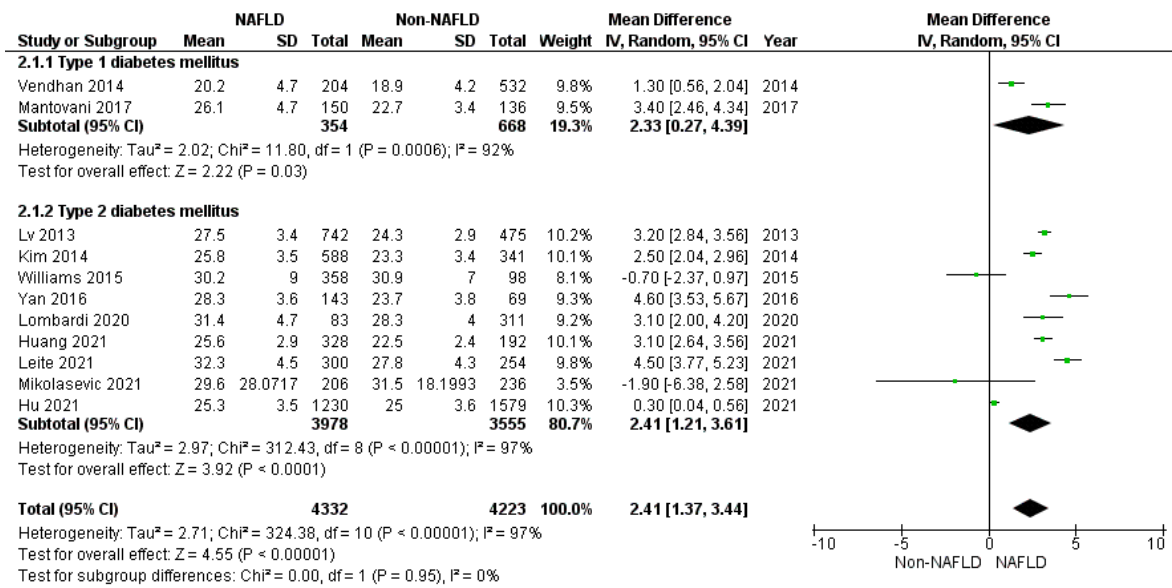 NAFLD Non-NAFLD Mean Difference Mean Difference
Study or Subgroup Mean SD Total Mean SD Total Weight IV, Random, 95% CI Year IV, Random, 95% CI
2.1.1 Type 1 diabetes mellitus
Vendhan 2014 20.2 4.7 204 18.9 4.2 532 9.8% 1.30 [0.56, 2.04] 2014
Mantovani 2017 26.1 4.7 150 22.7 3.4 136 9.5% 3.40 [2.46, 4.34] 2017
Subtotal (95% CI) 354 668 19.3% 2.33 [0.27, 4.39]
Heterogeneity: Tau² = 2.02; Chi² = 11.80, df = 1 (P = 0.0006); I² = 92%
Test for overall effect: Z = 2.22 (P = 0.03)
2.1.2 Type 2 diabetes mellitus
Lv 2013 27.5 3.4 742 24.3 2.9 475 10.2% 3.20 [2.84, 3.56] 2013
Kim 2014 25.8 3.5 588 23.3 3.4 341 10.1% 2.50 [2.04, 2.96] 2014
Williams 2015 30.2 9 358 30.9 7 98 8.1% -0.70 [-2.37, 0.97] 2015
Yan 2016 28.3 3.6 143 23.7 3.8 69 9.3% 4.60 [3.53, 5.67] 2016
Lombardi 2020 31.4 4.7 83 28.3 4 311 9.2% 3.10 [2.00, 4.20] 2020
Huang 2021 25.6 2.9 328 22.5 2.4 192 10.1% 3.10 [2.64, 3.56] 2021
Leite 2021 32.3 4.5 300 27.8 4.3 254 9.8% 4.50 [3.77, 5.23] 2021
Mikolasevic 2021 29.6 28.0717 206 31.5 18.1993 236 3.5% -1.90 [-6.38, 2.58] 2021
Hu 2021 25.3 3.5 1230 25 3.6 1579 10.3% 0.30 [0.04, 0.56] 2021
Subtotal (95% CI) 3978 3555 80.7% 2.41 [1.21, 3.61]
Heterogeneity: Tau² = 2.97; Chi² = 312.43, df = 8 (P < 0.00001); I² = 97%
Test for overall effect: Z = 3.92 (P < 0.0001)
Total (95% CI) 4332 4223 100.0% 2.41 [1.37, 3.44]
Heterogeneity: Tau² = 2.71; Chi² = 324.38, df = 10 (P < 0.00001); I² = 97%
Test for overall effect: Z = 4.55 (P < 0.00001)
Test for subgroup differences: Chi² = 0.00, df = 1 (P = 0.95), I² = 0%
-10 -5 0 5 10
Non-NAFLD NAFLD